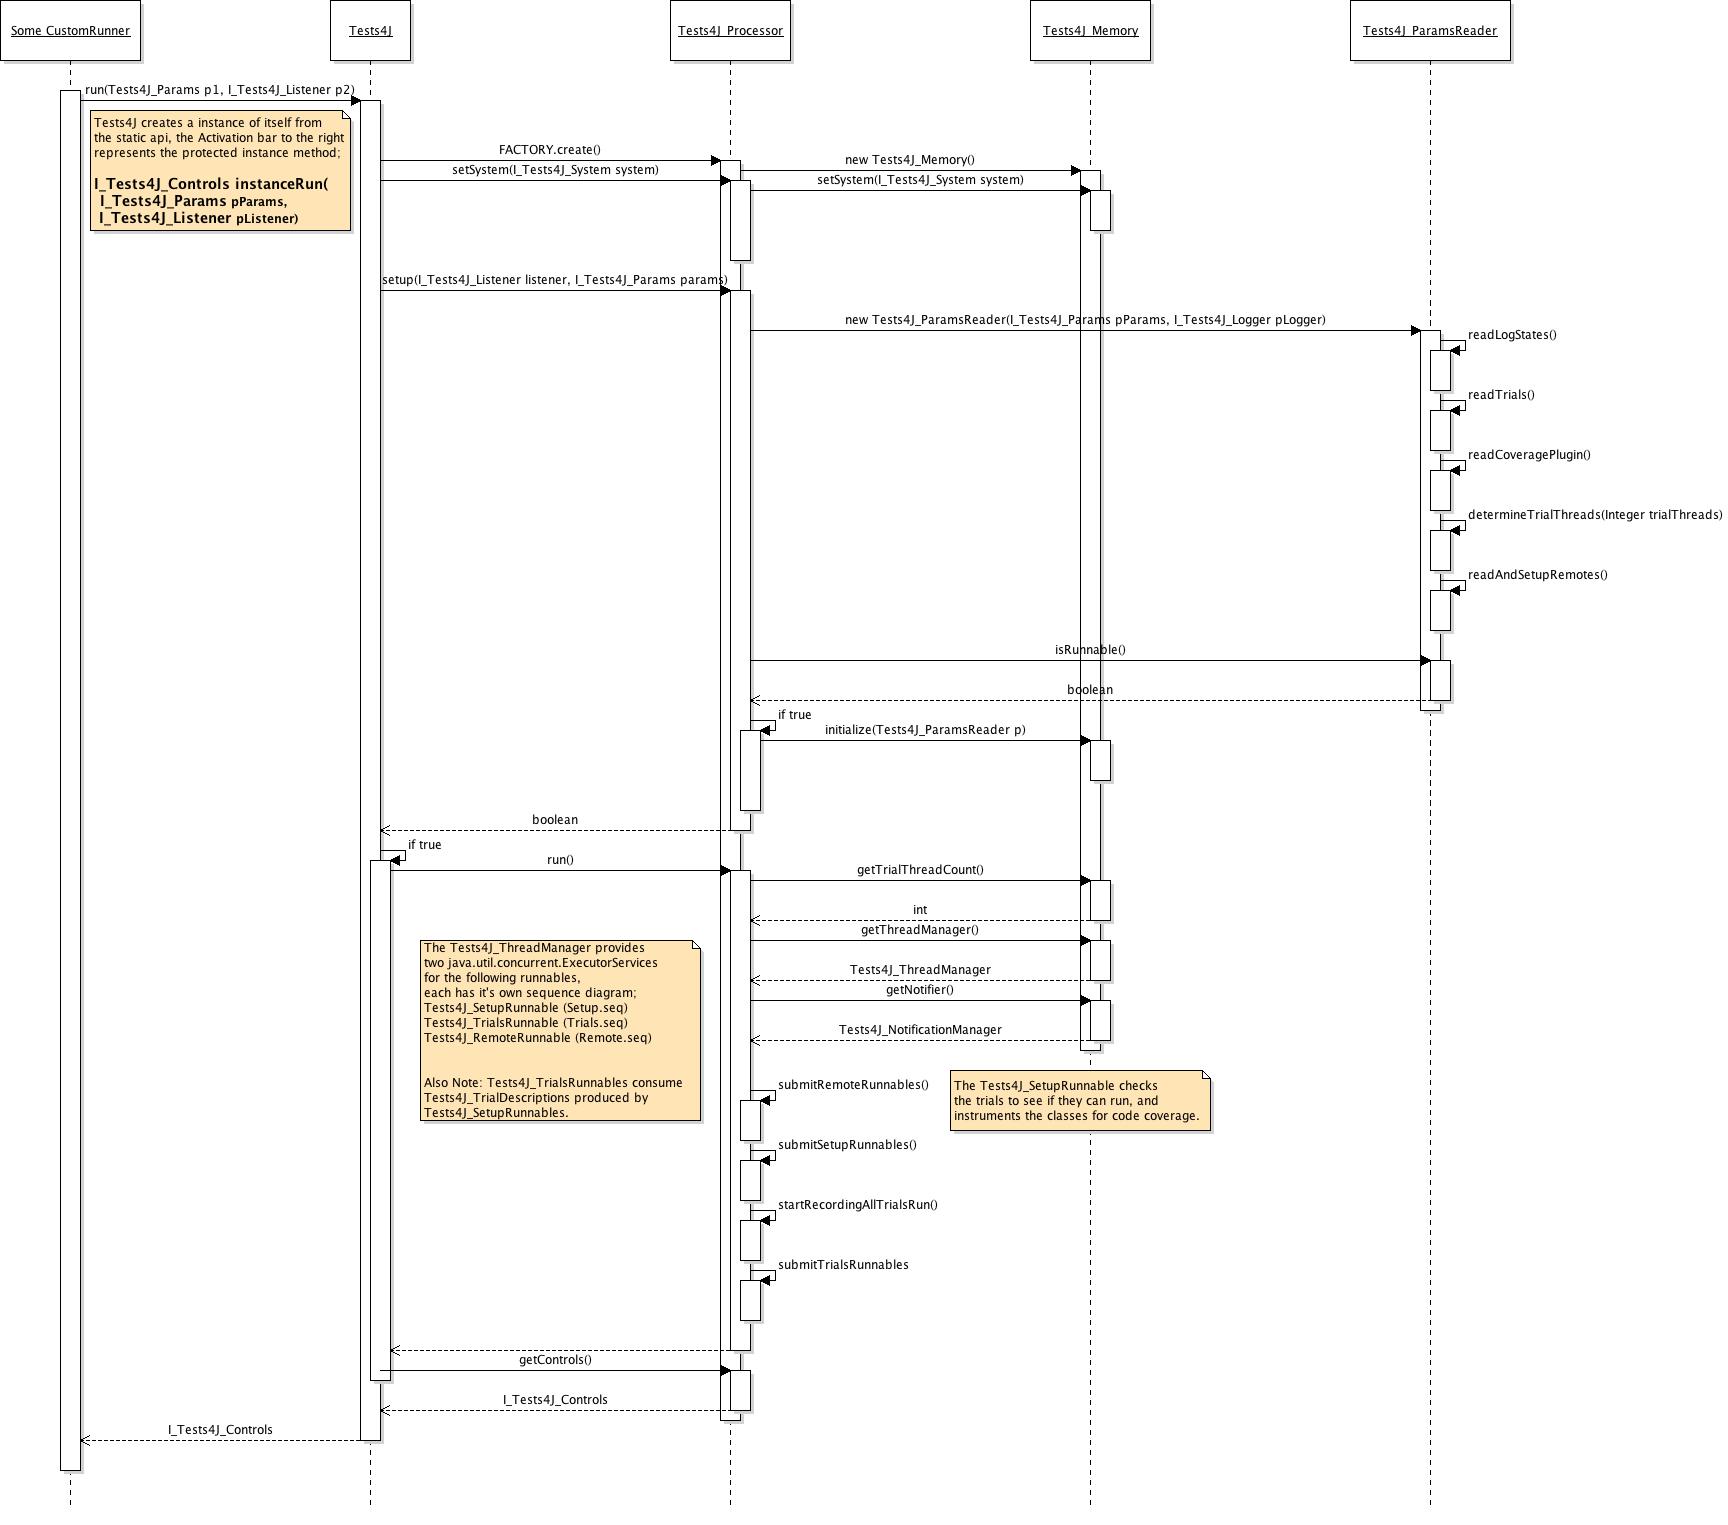 Some CustomRunner
Tests4J
Tests4J_Processor
Tests4J_Memory
Tests4J_ParamsReader
run(Tests4J_Params p1, I_Tests4J_Listener p2)
Tests4J creates a instance of itself from
the static api, the Activation bar to the right
represents the protected instance method;
I_Tests4J_Controls instanceRun(
I_Tests4J_Params pParams,
I_Tests4J_Listener pListener)
FACTORY.create()
new Tests4J_Memory()
setSystem(I_Tests4J_System system)
setSystem(I_Tests4J_System system)
setup(I_Tests4J_Listener listener, I_Tests4J_Params params)
new Tests4J_ParamsReader(I_Tests4J_Params pParams, I_Tests4J_Logger pLogger)
readLogStates()
readTrials()
readCoveragePlugin()
determineTrialThreads(Integer trialThreads)
readAndSetupRemotes()
isRunnable()
boolean
if true
initialize(Tests4J_ParamsReader p)
boolean
if true
run()
getTrialThreadCount()
int
getThreadManager()
The Tests4J_ThreadManager provides
two java.util.concurrent.ExecutorServices
for the following runnables,
each has it's own sequence diagram;
Tests4J_SetupRunnable (Setup.seq)
Tests4J_TrialsRunnable (Trials.seq)
Tests4J_RemoteRunnable (Remote.seq)
Also Note: Tests4J_TrialsRunnables consume
Tests4J_TrialDescriptions produced by
Tests4J_SetupRunnables.
Tests4J_ThreadManager
getNotifier()
Tests4J_NotificationManager
submitRemoteRunnables()
The Tests4J_SetupRunnable checks
the trials to see if they can run, and
instruments the classes for code coverage.
submitSetupRunnables()
startRecordingAllTrialsRun()
submitTrialsRunnables
getControls()
I_Tests4J_Controls
I_Tests4J_Controls